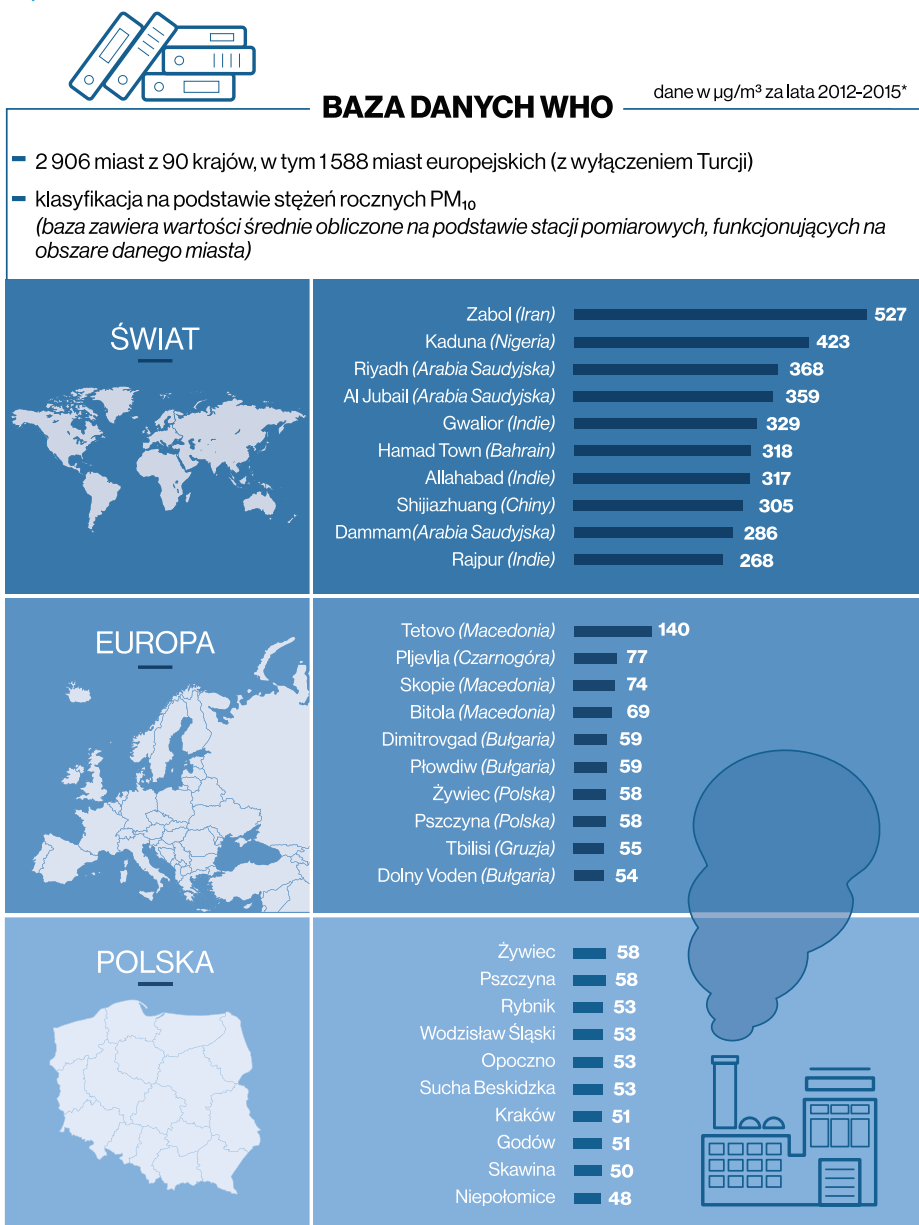 BAZA DANYCH WHO
dane w µg/m³ za lata 2012-2015*
2 906 miast z 90 krajów, w tym 1 588 miast europejskich (z wyłączeniem Turcji)
klasyfikacja na podstawie stężeń rocznych PM₁₀
(baza zawiera wartości średnie obliczone na podstawie stacji pomiarowych, funkcjonujących na
obszare danego miasta)
ŚWIAT
Zabol (Iran) 527
Kaduna (Nigeria) 423
Riyadh (Arabia Saudyjska) 368
Al Jubail (Arabia Saudyjska) 359
Gwalior (Indie) 329
Hamad Town (Bahrain) 318
Allahabad (Indie) 317
Shijiazhuang (Chiny) 305
Dammam(Arabia Saudyjska) 286
Rajpur (Indie) 268
EUROPA
Tetovo (Macedonia) 140
Pljevlja (Czarnogóra) 77
Skopie (Macedonia) 74
Bitola (Macedonia) 69
Dimitrovgad (Bułgaria) 59
Płowdiw (Bułgaria) 59
Żywiec (Polska) 58
Pszczyna (Polska) 58
Tbilisi (Gruzja) 55
Dolny Voden (Bułgaria) 54
POLSKA
Żywiec 58
Pszczyna 58
Rybnik 53
Wodzisław Śląski 53
Opoczno 53
Sucha Beskidzka 53
Kraków 51
Godów 51
Skawina 50
Niepołomice 48